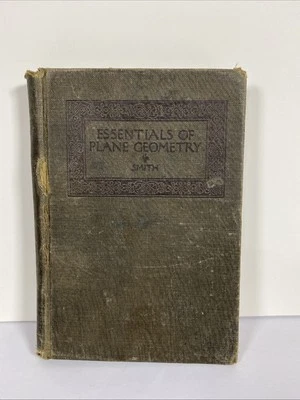 ESSENTIALS OF
PLANE GEOMETRY
SMITH